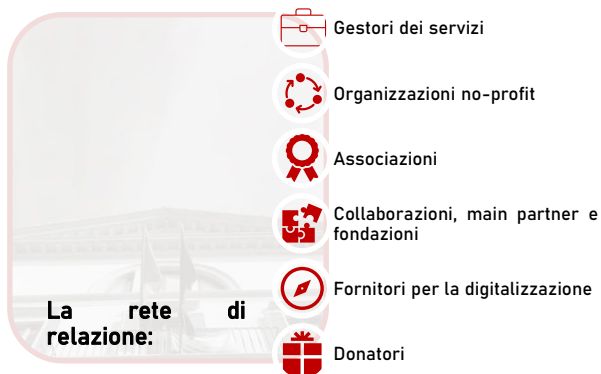 La rete di
relazione:
Gestori dei servizi
Organizzazioni no-profit
Associazioni
Collaborazioni, main partner e
fondazioni
Fornitori per la digitalizzazione
Donatori